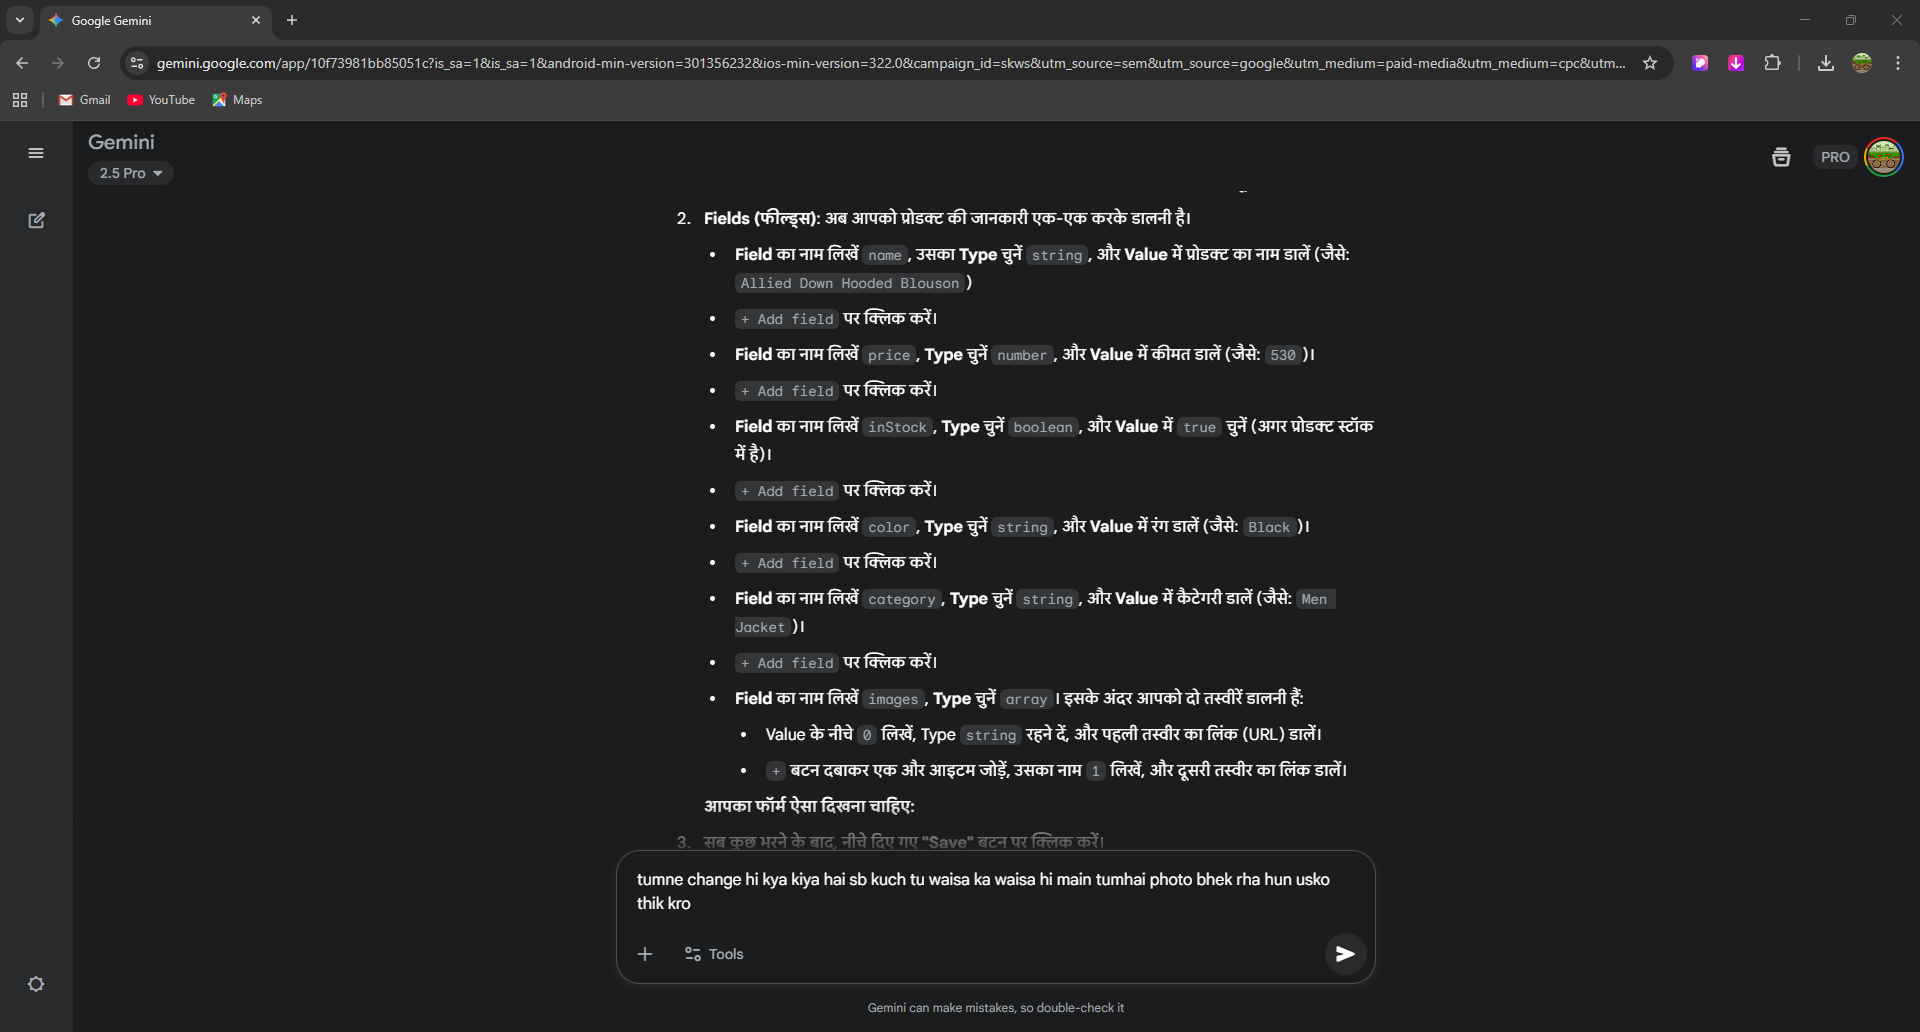 Google Gemini
gemini.google.com/app/10f73981bb85051c?is_sa=1&is_sa=1&android-min-version=301356232&ios-min-version=322.0&campaign_id=skws&utm_source=sem&utm_source=google&utm_medium=paid-media&utm_medium=cpc&utm...
Gmail YouTube Maps
Gemini
2.5 Pro
PRO
2. Fields (फील्ड्स): अब आपको प्रोडक्ट की जानकारी एक-एक करके डालनी है।
• Field का नाम लिखें name, उसका Type चुनें string, और Value में प्रोडक्ट का नाम डालें (जैसे:
Allied Down Hooded Blouson)
• + Add field पर क्लिक करें।
• Field का नाम लिखें price, Type चुनें number, और Value में कीमत डालें (जैसे: 530)।
• + Add field पर क्लिक करें।
• Field का नाम लिखें inStock, Type चुनें boolean, और Value में true चुनें (अगर प्रोडक्ट स्टॉक
में है)।
• + Add field पर क्लिक करें।
• Field का नाम लिखें color, Type चुनें string, और Value में रंग डालें (जैसे: Black)।
• + Add field पर क्लिक करें।
• Field का नाम लिखें category, Type चुनें string, और Value में कैटेगरी डालें (जैसे: Men
Jacket)।
• + Add field पर क्लिक करें।
• Field का नाम लिखें images, Type चुनें array। इसके अंदर आपको दो तस्वीरें डालनी हैं:
• Value के नीचे 0 लिखें, Type string रहने दें, और पहली तस्वीर का लिंक (URL) डालें।
• + बटन दबाकर एक और आइटम जोड़ें, उसका नाम 1 लिखें, और दूसरी तस्वीर का लिंक डालें।
आपका फॉर्म ऐसा दिखना चाहिए:
3. सब कुछ भरने के बाद, नीचे दिए गए "Save" बटन पर क्लिक करें।
tumne change hi kya kiya hai sb kuch tu waisa ka waisa hi main tumhai photo bhek rha hun usko
thik kro
Tools
Gemini can make mistakes, so double-check it